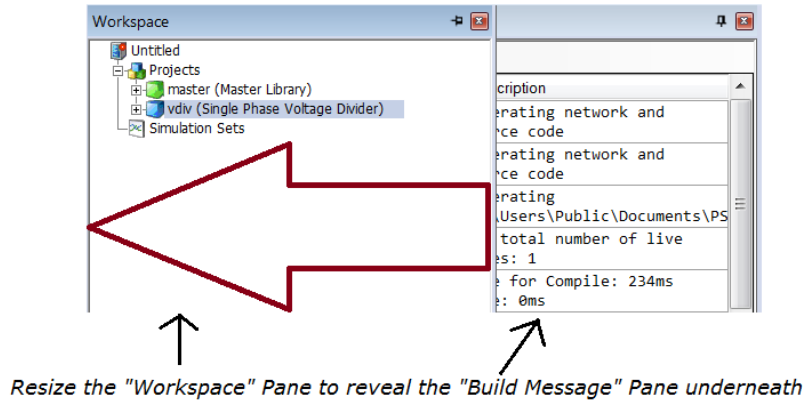 Workspace
Untitled
Projects
master (Master Library)
vdiv (Single Phase Voltage Divider)
Simulation Sets
cription
erating network and
rce code
erating network and
rce code
erating
\Users\Public\Documents\PS
total number of live
es: 1
e for Compile: 234ms
e: 0ms
Resize the "Workspace" Pane to reveal the "Build Message" Pane underneath